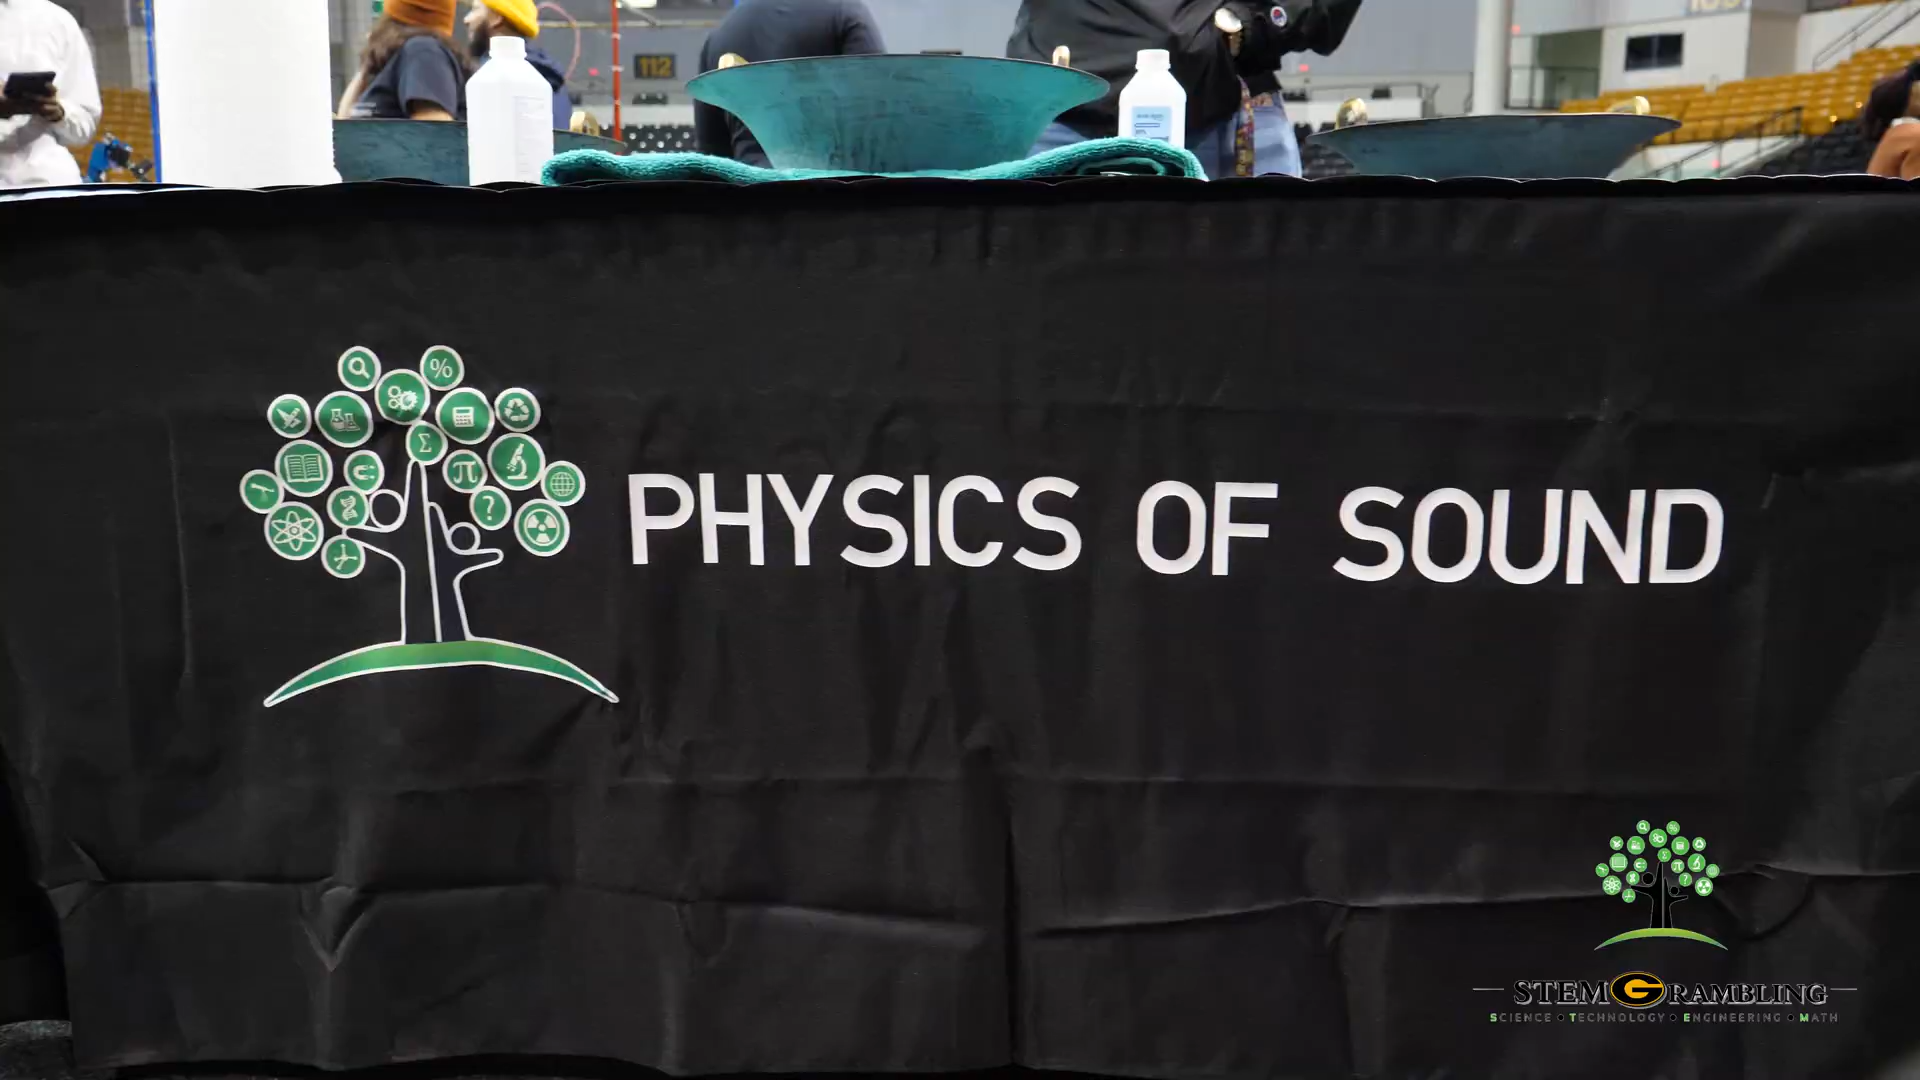 112
%
Σ
π
?
PHYSICS OF SOUND
STEM GRAMBLING
SCIENCE • TECHNOLOGY • ENGINEERING • MATH